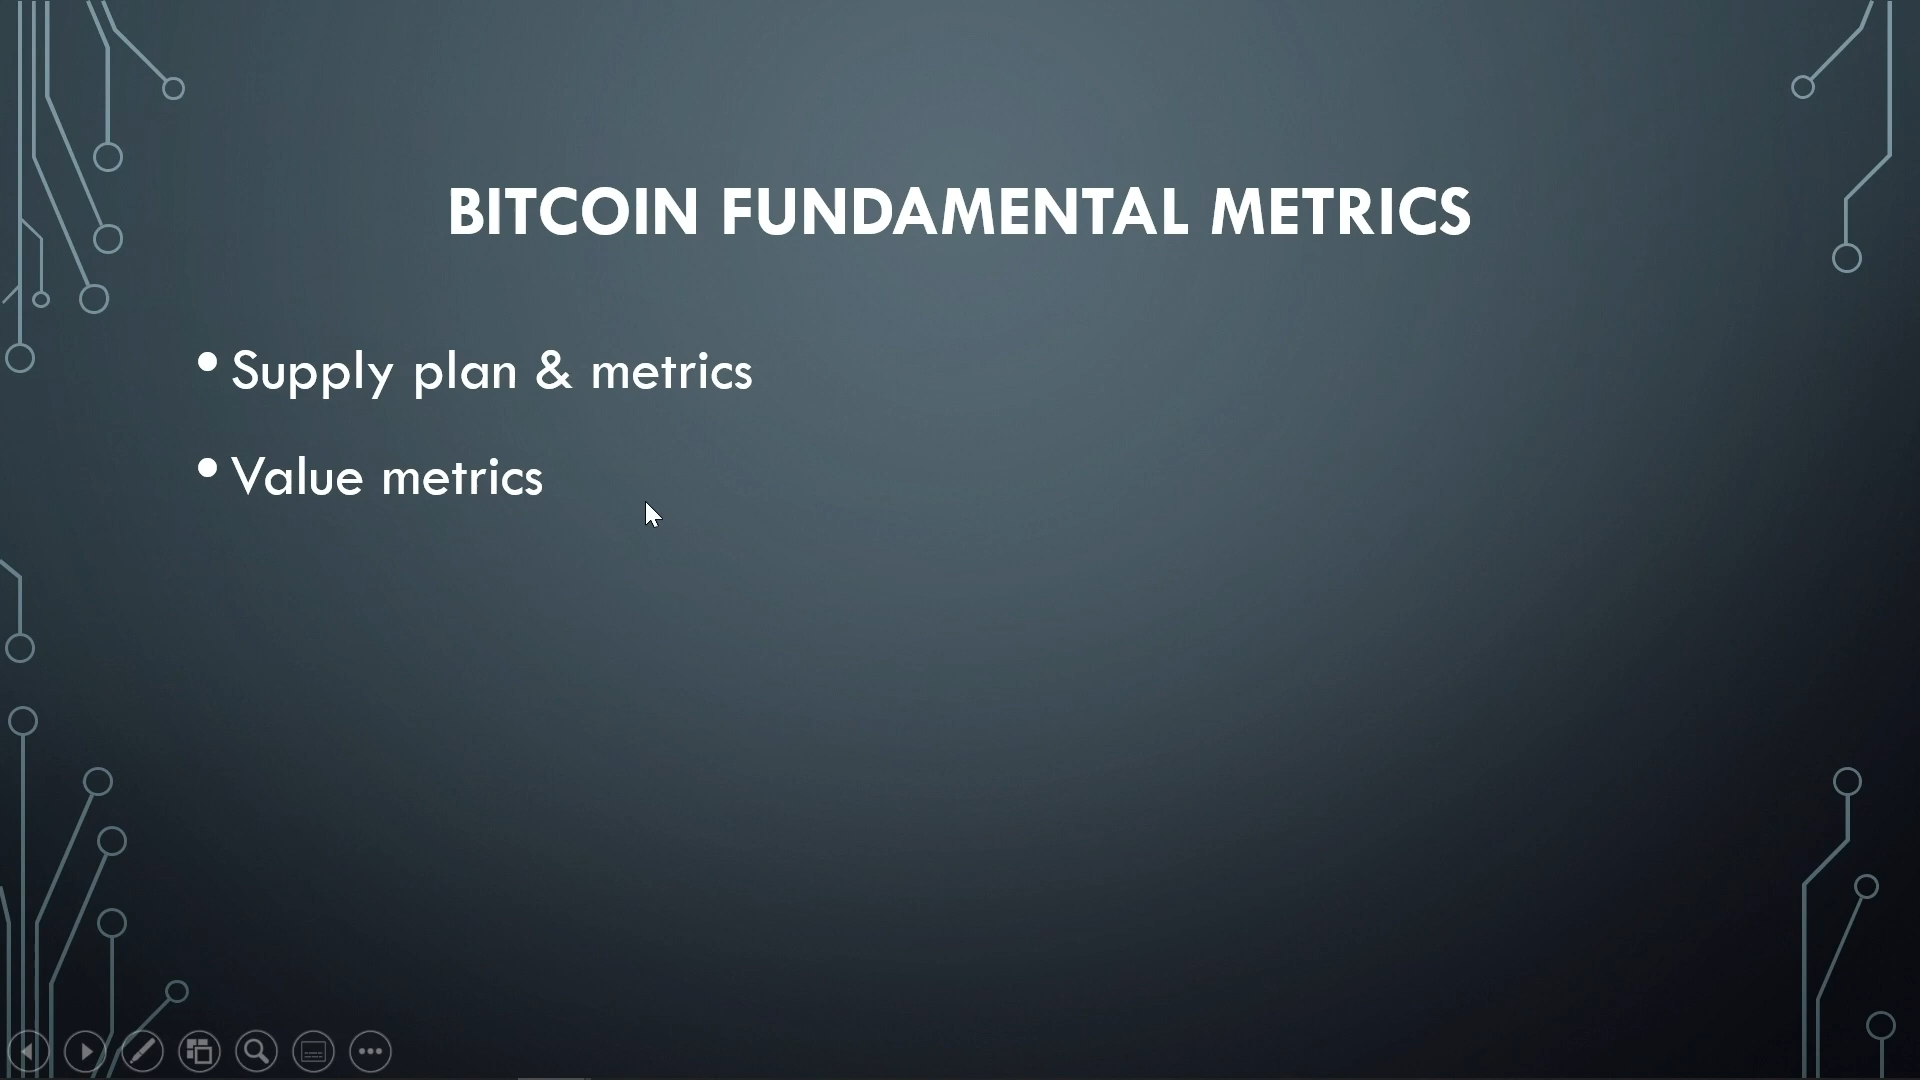 BITCOIN FUNDAMENTAL METRICS
• Supply plan & metrics
• Value metrics